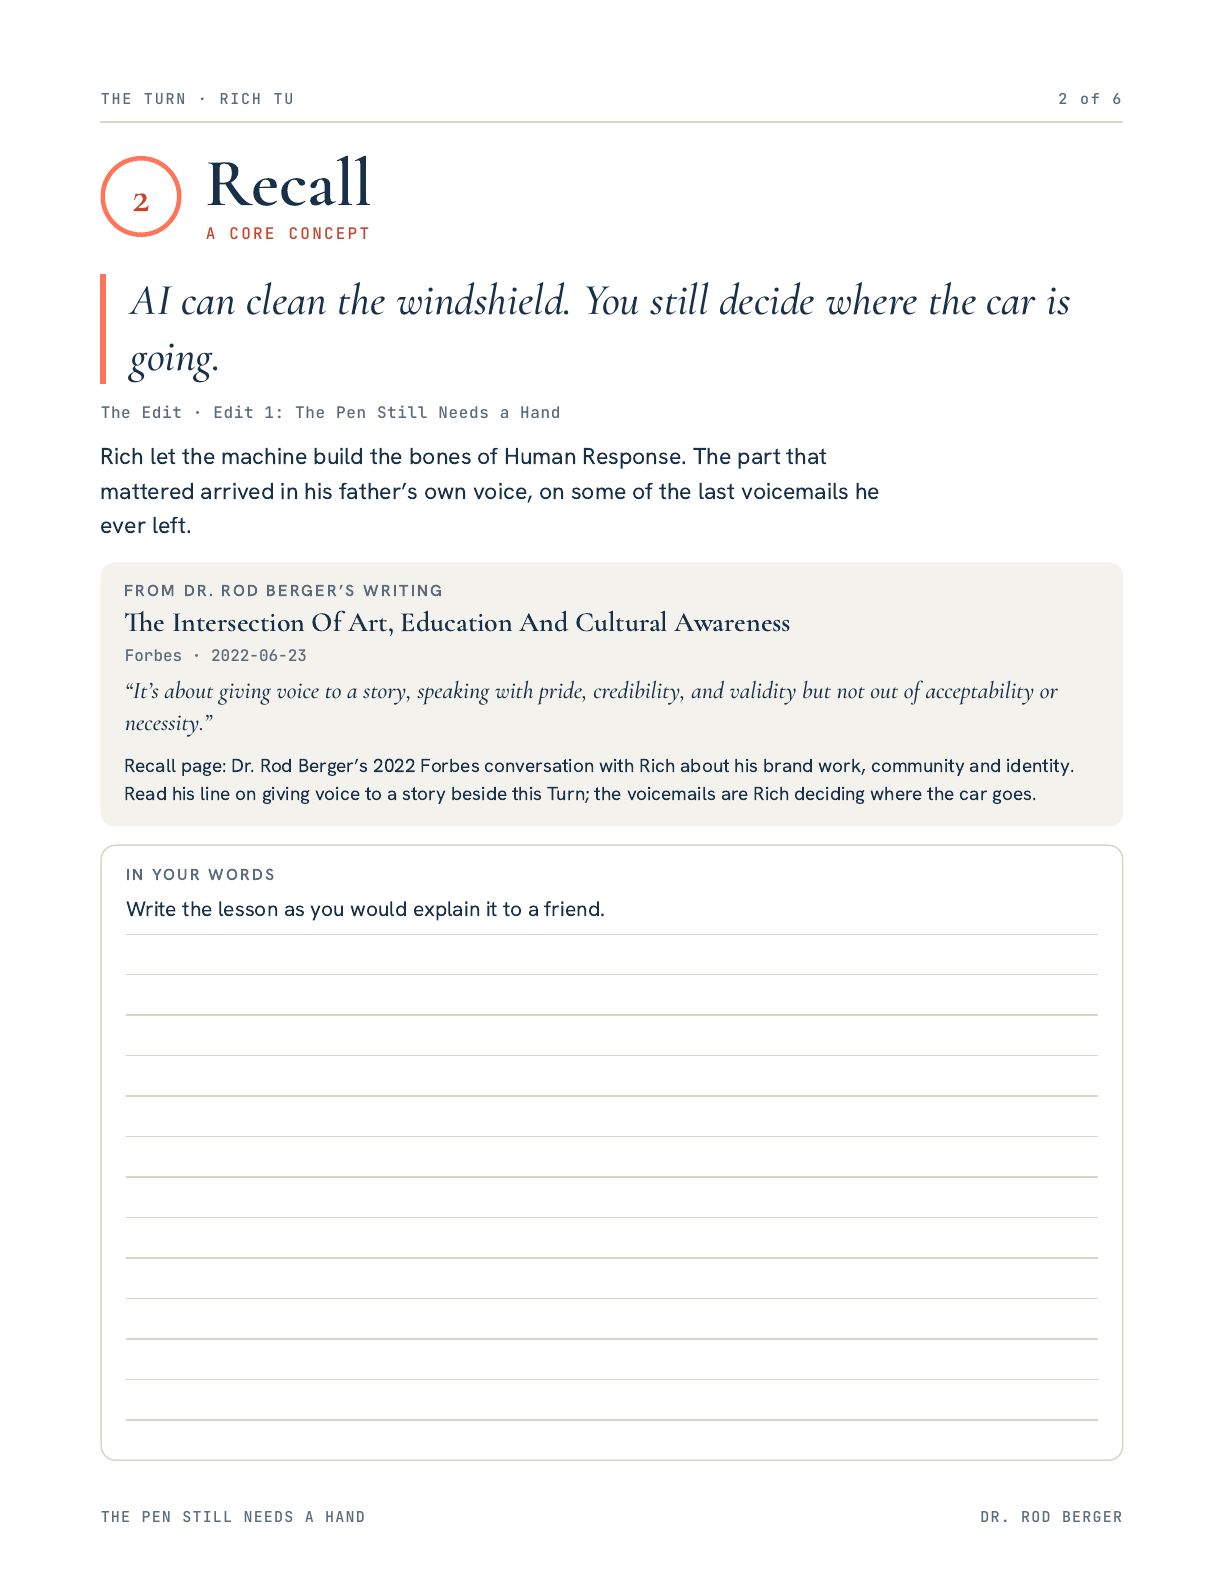 THE TURN · RICH TU
2 of 6
2
Recall
A CORE CONCEPT
AI can clean the windshield. You still decide where the car is
going.
The Edit · Edit 1: The Pen Still Needs a Hand
Rich let the machine build the bones of Human Response. The part that
mattered arrived in his father’s own voice, on some of the last voicemails he
ever left.
FROM DR. ROD BERGER’S WRITING
The Intersection Of Art, Education And Cultural Awareness
Forbes · 2022-06-23
“It’s about giving voice to a story, speaking with pride, credibility, and validity but not out of acceptability or
necessity.”
Recall page: Dr. Rod Berger’s 2022 Forbes conversation with Rich about his brand work, community and identity.
Read his line on giving voice to a story beside this Turn; the voicemails are Rich deciding where the car goes.
IN YOUR WORDS
Write the lesson as you would explain it to a friend.
THE PEN STILL NEEDS A HAND
DR. ROD BERGER